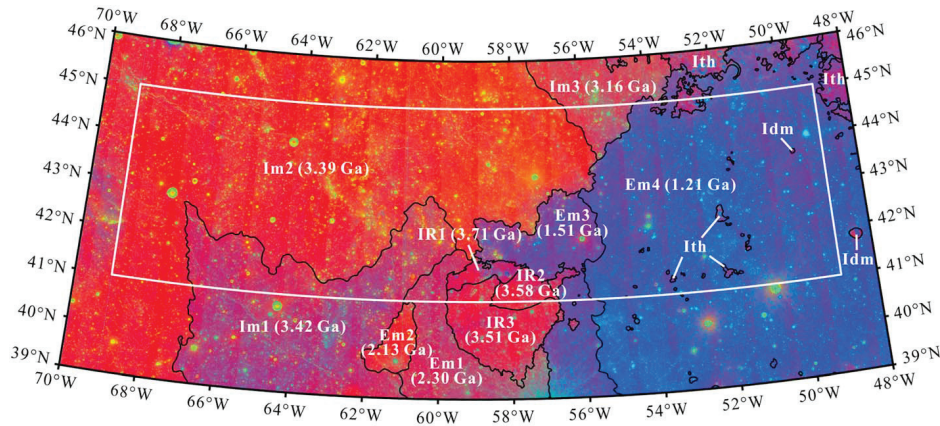 70°W
68°W
66°W
64°W
62°W
60°W
58°W
56°W
54°W
52°W
50°W
48°W
46°N
45°N
44°N
43°N
42°N
41°N
40°N
39°N
46°N
45°N
44°N
43°N
42°N
41°N
40°N
39°N
Ith
Ith
Im3 (3.16 Ga)
Idm
Im2 (3.39 Ga)
Em4 (1.21 Ga)
Em3
(1.51 Ga)
IR1 (3.71 Ga)
Ith
Idm
IR2
(3.58 Ga)
Im1 (3.42 Ga)
IR3
(3.51 Ga)
Em2
(2.13 Ga)
Em1
(2.30 Ga)
70°W
68°W
66°W
64°W
62°W
60°W
58°W
56°W
54°W
52°W
50°W
48°W